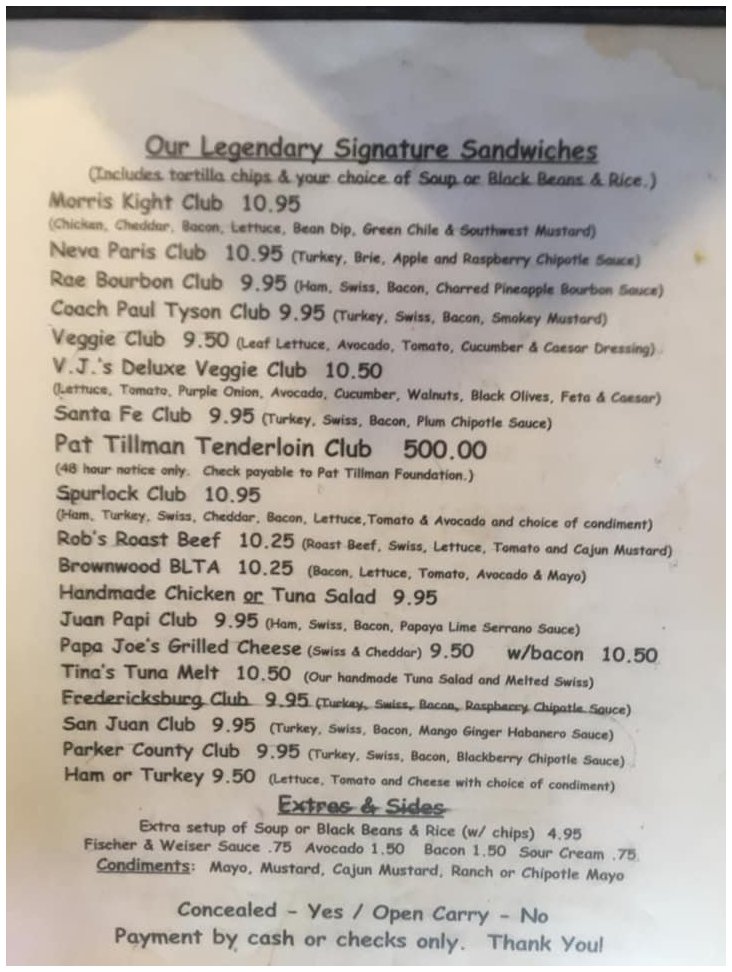 Our Legendary Signature Sandwiches
(Includes tortilla chips & your choice of Soup or Black Beans & Rice.)
Morris Kight Club 10.95
(Chicken, Cheddar, Bacon, Lettuce, Bean Dip, Green Chile & Southwest Mustard)
Neva Paris Club 10.95 (Turkey, Brie, Apple and Raspberry Chipotle Sauce)
Rae Bourbon Club 9.95 (Ham, Swiss, Bacon, Charred Pineapple Bourbon Sauce)
Coach Paul Tyson Club 9.95 (Turkey, Swiss, Bacon, Smokey Mustard)
Veggie Club 9.50 (Leaf Lettuce, Avocado, Tomato, Cucumber & Caesar Dressing)
V.J.'s Deluxe Veggie Club 10.50
(Lettuce, Tomato, Purple Onion, Avocado, Cucumber, Walnuts, Black Olives, Feta & Caesar)
Santa Fe Club 9.95 (Turkey, Swiss, Bacon, Plum Chipotle Sauce)
Pat Tillman Tenderloin Club 500.00
(48 hour notice only. Check payable to Pat Tillman Foundation.)
Spurlock Club 10.95
(Ham, Turkey, Swiss, Cheddar, Bacon, Lettuce,Tomato & Avocado and choice of condiment)
Rob's Roast Beef 10.25 (Roast Beef, Swiss, Lettuce, Tomato and Cajun Mustard)
Brownwood BLTA 10.25 (Bacon, Lettuce, Tomato, Avocado & Mayo)
Handmade Chicken or Tuna Salad 9.95
Juan Papi Club 9.95 (Ham, Swiss, Bacon, Papaya Lime Serrano Sauce)
Papa Joe's Grilled Cheese (Swiss & Cheddar) 9.50 w/bacon 10.50
Tina's Tuna Melt 10.50 (Our handmade Tuna Salad and Melted Swiss)
Fredericksburg Club 9.95 (Turkey, Swiss, Bacon, Raspberry Chipotle Sauce)
San Juan Club 9.95 (Turkey, Swiss, Bacon, Mango Ginger Habanero Sauce)
Parker County Club 9.95 (Turkey, Swiss, Bacon, Blackberry Chipotle Sauce)
Ham or Turkey 9.50 (Lettuce, Tomato and Cheese with choice of condiment)
Extras & Sides
Extra setup of Soup or Black Beans & Rice (w/ chips) 4.95
Fischer & Weiser Sauce .75 Avocado 1.50 Bacon 1.50 Sour Cream .75
Condiments: Mayo, Mustard, Cajun Mustard, Ranch or Chipotle Mayo
Concealed - Yes / Open Carry - No
Payment by cash or checks only. Thank You!